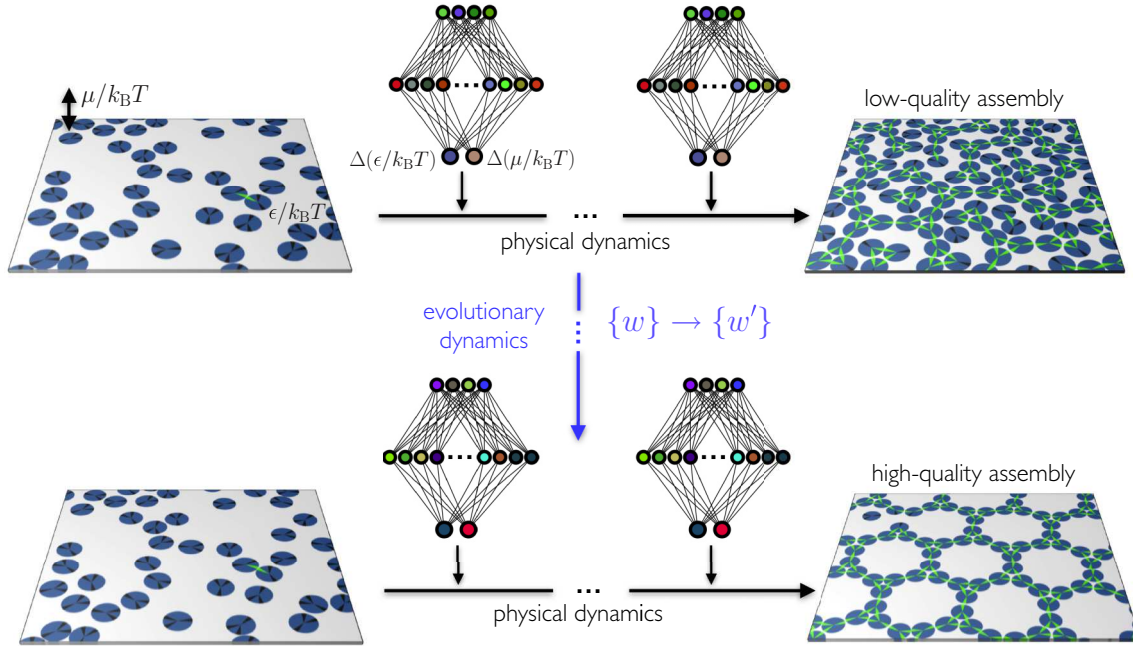 μ/k_BT
low-quality assembly
Δ(ϵ/k_BT)
Δ(μ/k_BT)
ϵ/k_BT
...
...
...
physical dynamics
evolutionary
dynamics
{w} → {w′}
...
...
high-quality assembly
...
physical dynamics